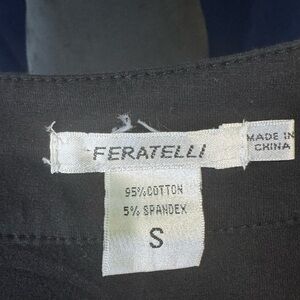 FERATELLI
MADE IN
CHINA
95% COTTON
5% SPANDEX
S